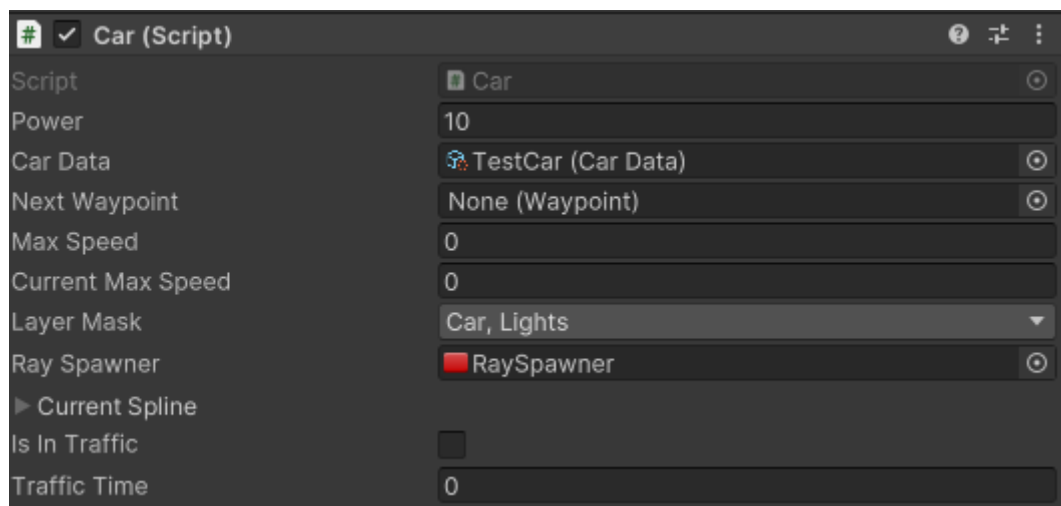 Car (Script)
Script Car
Power 10
Car Data TestCar (Car Data)
Next Waypoint None (Waypoint)
Max Speed 0
Current Max Speed 0
Layer Mask Car, Lights
Ray Spawner RaySpawner
Current Spline
Is In Traffic
Traffic Time 0